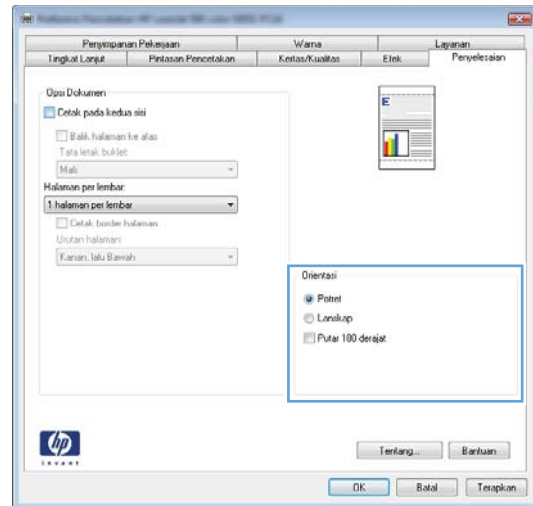 Penyimpanan Pekerjaan Warna Layanan
Tingkat Lanjut Pintasan Pencetakan Kertas/Kualitas Efek Penyelesaian
Opsi Dokumen
Cetak pada kedua sisi
Balik halaman ke atas
Tata letak buklet:
Mati
Halaman per lembar:
1 halaman per lembar
Cetak border halaman
Urutan halaman:
Kanan, lalu Bawah
E
Orientasi
Potret
Lanskap
Putar 180 derajat
hp
invent
Tentang... Bantuan
OK Batal Terapkan